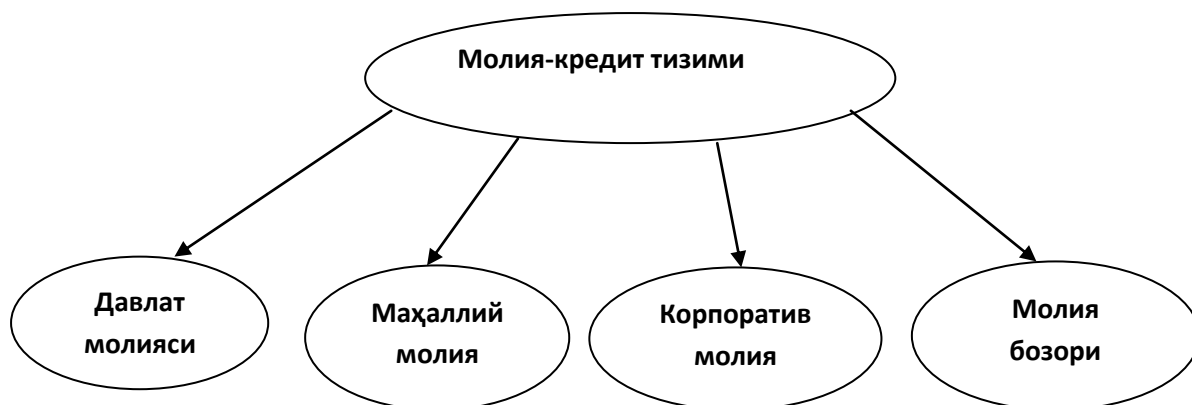 Молия-кредит тизими
Давлат
молияси
Маҳаллий
молия
Корпоратив
молия
Молия
бозори